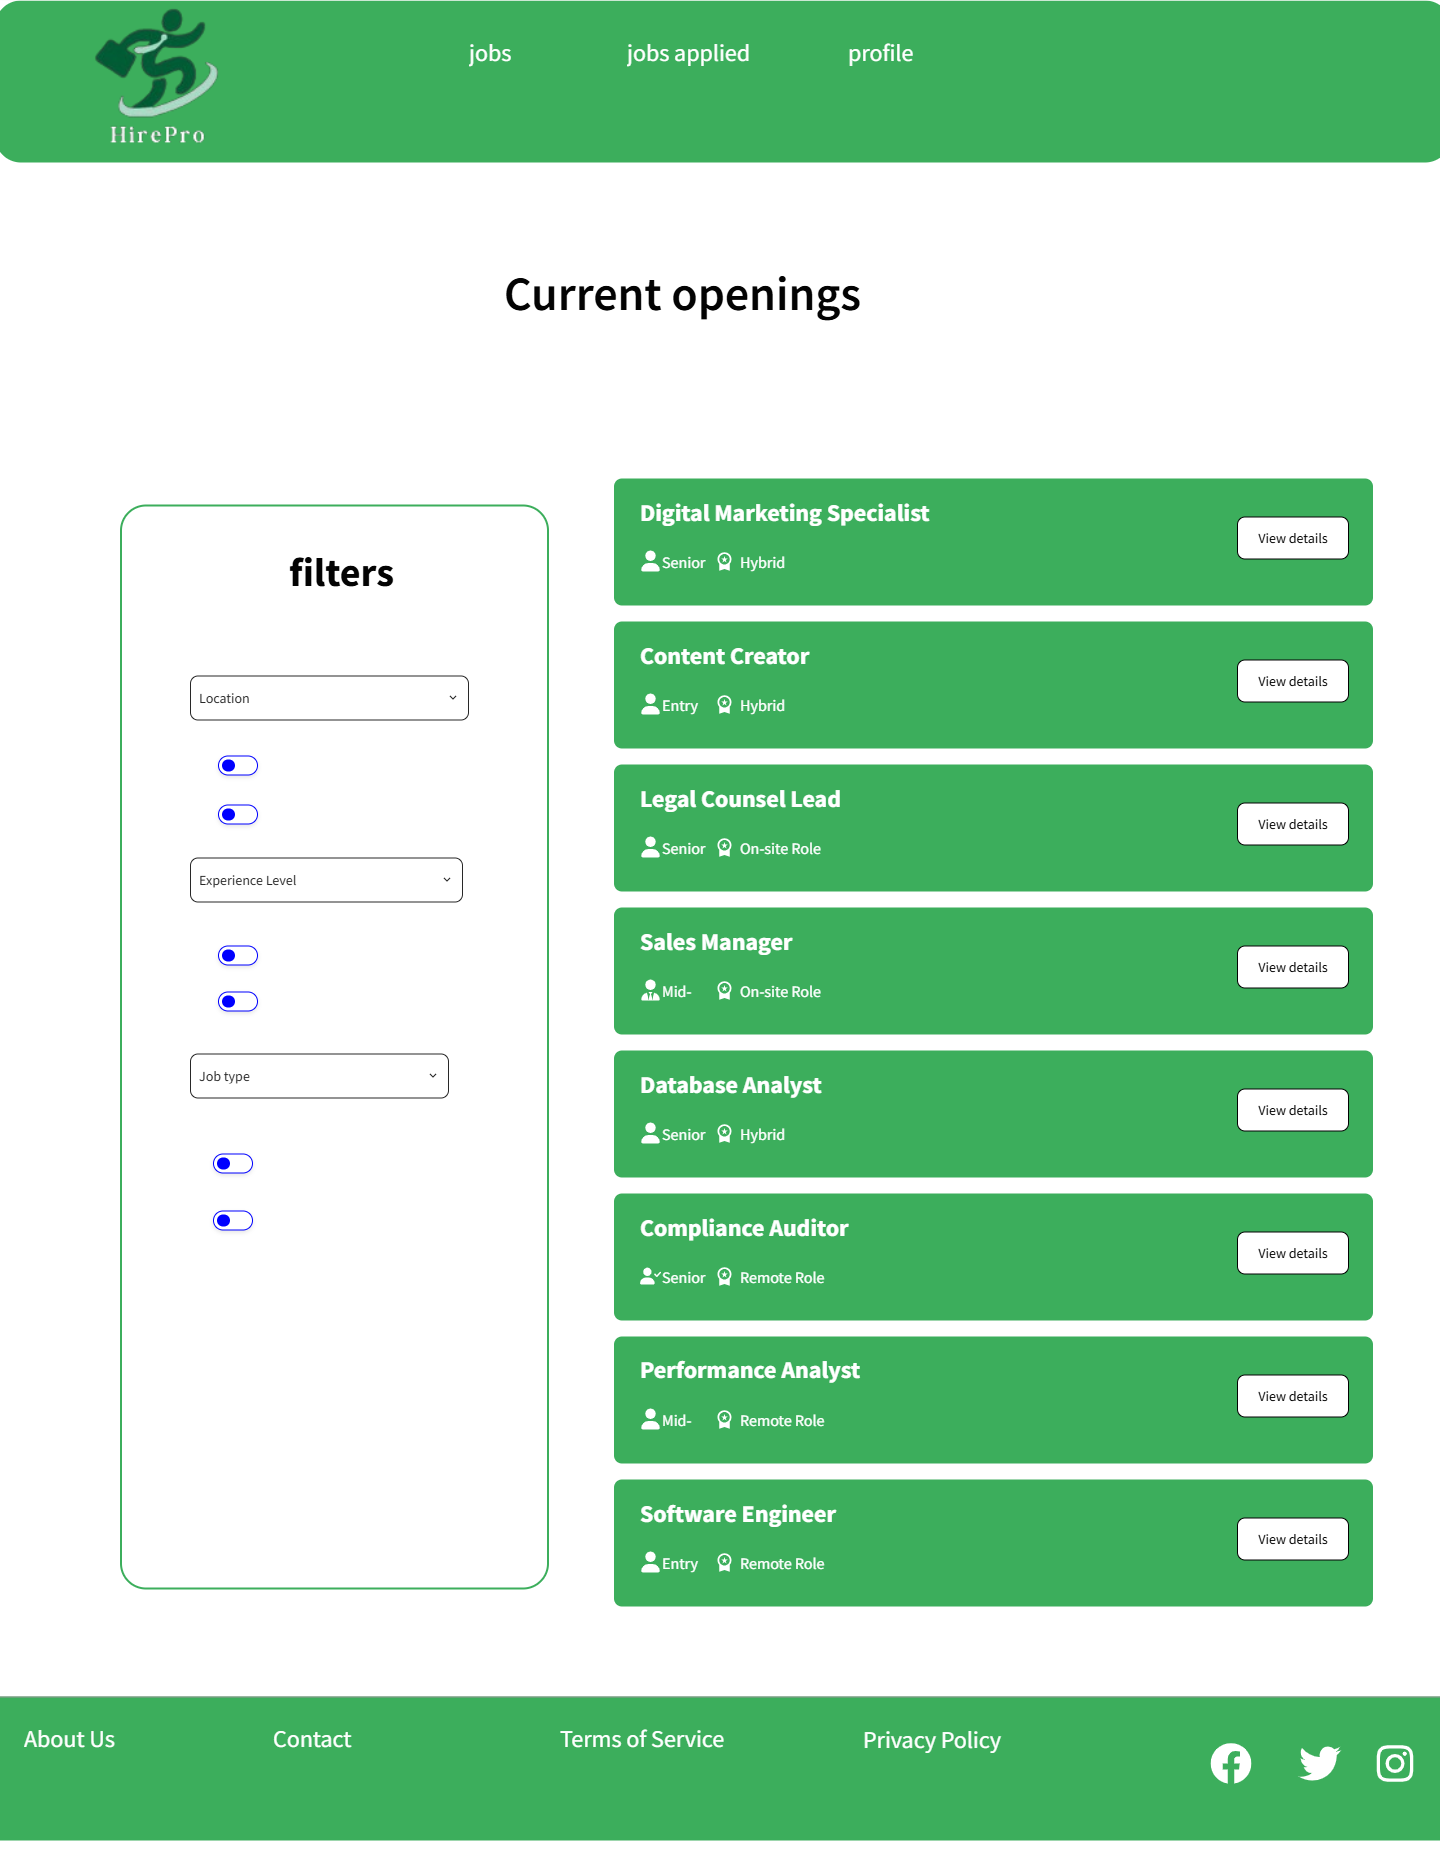 HirePro
jobs
jobs applied
profile
Current openings
filters
Location
Experience Level
Job type
Digital Marketing Specialist
Senior
Hybrid
View details
Content Creator
Entry
Hybrid
View details
Legal Counsel Lead
Senior
On-site Role
View details
Sales Manager
Mid-
On-site Role
View details
Database Analyst
Senior
Hybrid
View details
Compliance Auditor
Senior
Remote Role
View details
Performance Analyst
Mid-
Remote Role
View details
Software Engineer
Entry
Remote Role
View details
About Us
Contact
Terms of Service
Privacy Policy